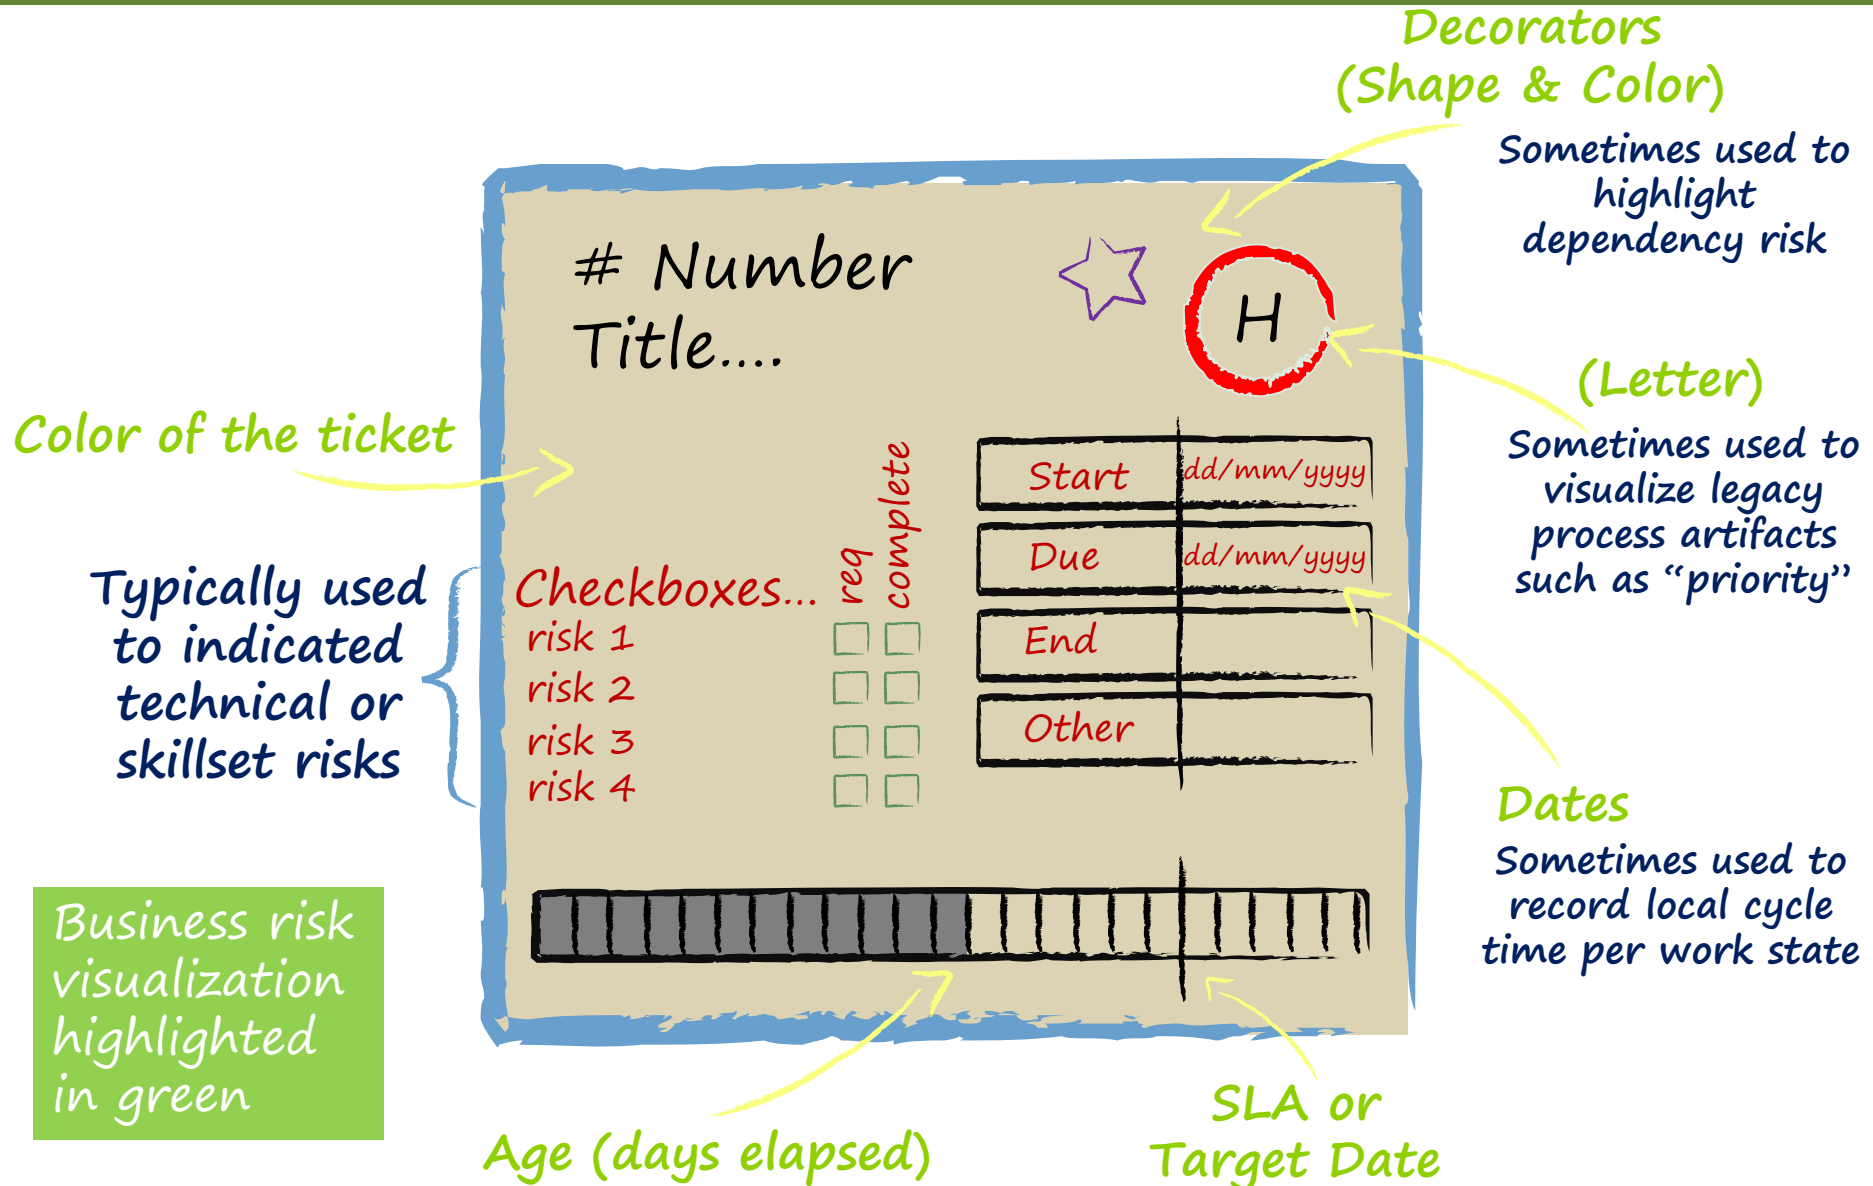 Decorators
(Shape & Color)
Sometimes used to
highlight
dependency risk
# Number
Title....
H
(Letter)
Sometimes used to
visualize legacy
process artifacts
such as “priority”
Color of the ticket
Typically used
to indicated
technical or
skillset risks
Checkboxes...
req
complete
risk 1
risk 2
risk 3
risk 4
Start dd/mm/yyyy
Due dd/mm/yyyy
End
Other
Dates
Sometimes used to
record local cycle
time per work state
Business risk
visualization
highlighted
in green
Age (days elapsed)
SLA or
Target Date